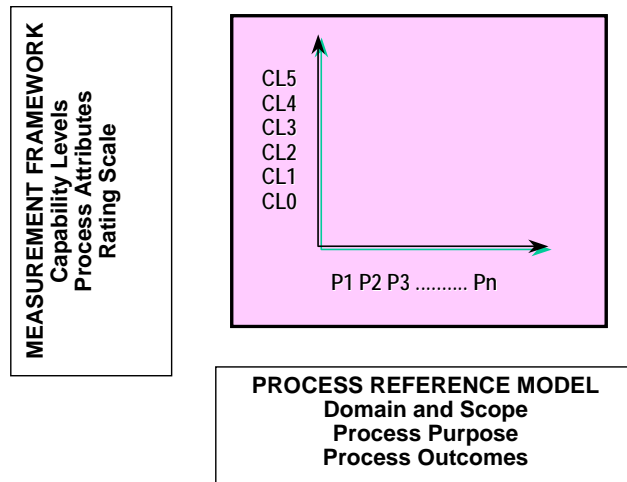 MEASUREMENT FRAMEWORK
Capability Levels
Process Attributes
Rating Scale
CL5
CL4
CL3
CL2
CL1
CL0
P1 P2 P3 .......... Pn
PROCESS REFERENCE MODEL
Domain and Scope
Process Purpose
Process Outcomes